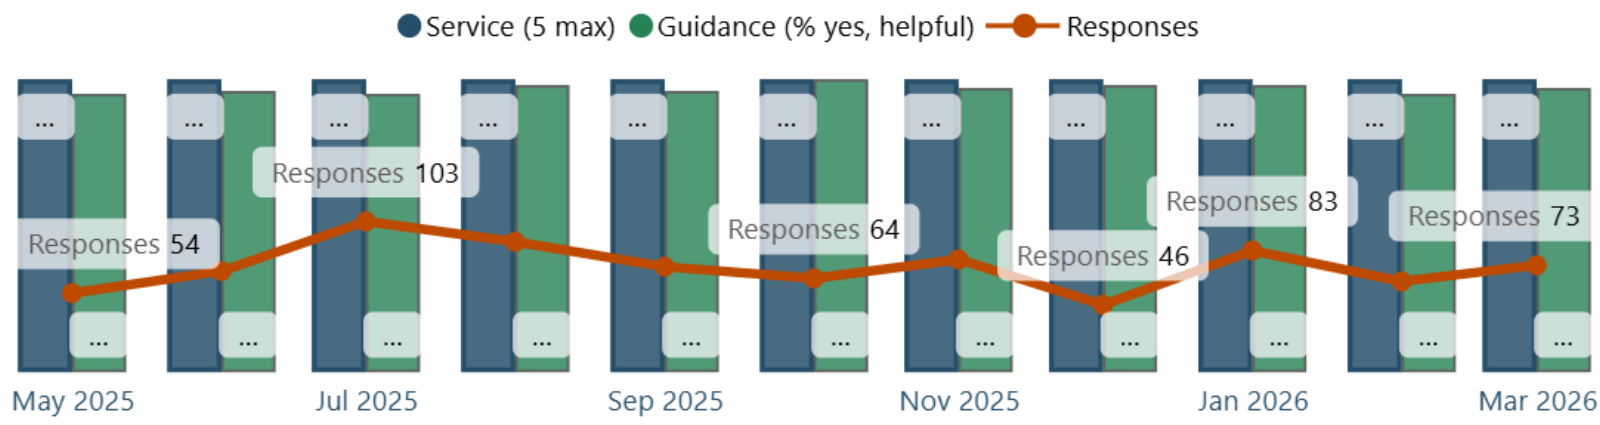 Service (5 max) Guidance (% yes, helpful) Responses
... ... ... ... ... ... ... ... ... ... ...
Responses 103
Responses 83
Responses 73
Responses 64
Responses 54
Responses 46
... ... ... ... ... ... ... ... ... ... ...
May 2025 Jul 2025 Sep 2025 Nov 2025 Jan 2026 Mar 2026